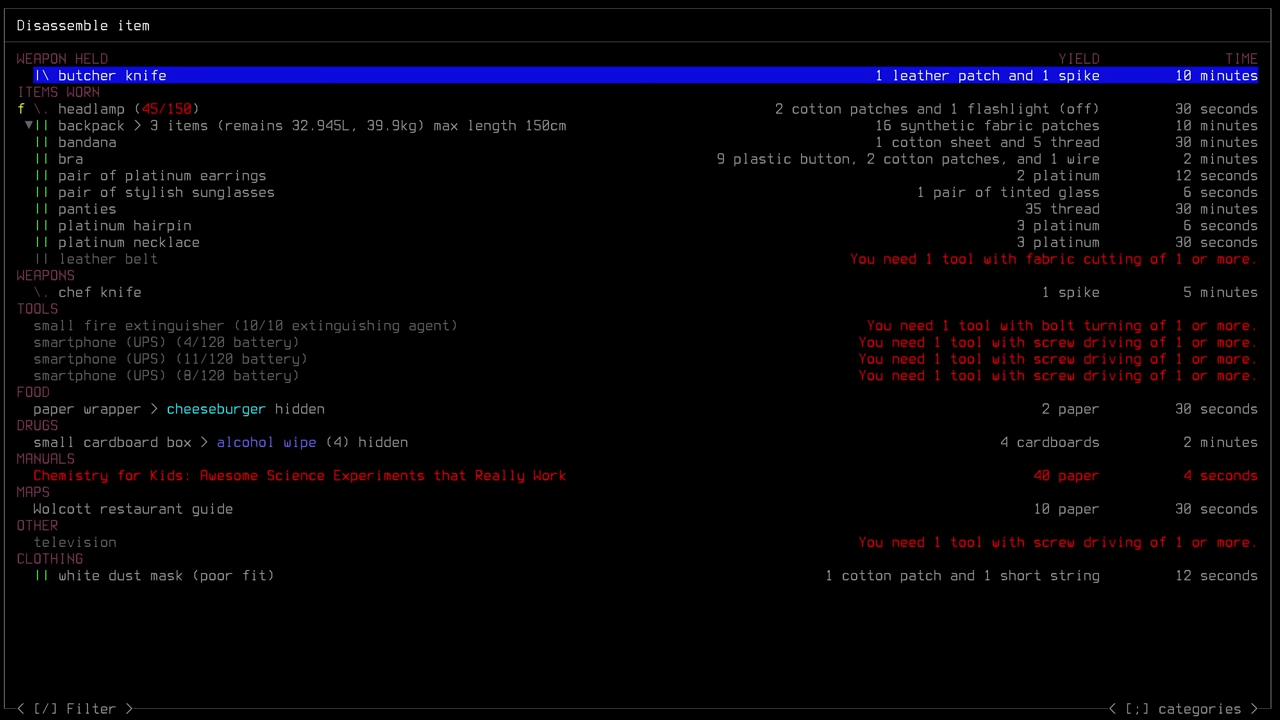 Disassemble item
WEAPON HELD YIELD TIME
|\ butcher knife 1 leather patch and 1 spike 10 minutes
ITEMS WORN
f \. headlamp (45/150) 2 cotton patches and 1 flashlight (off) 30 seconds
▼|| backpack > 3 items (remains 32.945L, 39.9kg) max length 150cm 16 synthetic fabric patches 10 minutes
|| bandana 1 cotton sheet and 5 thread 30 minutes
|| bra 9 plastic button, 2 cotton patches, and 1 wire 2 minutes
|| pair of platinum earrings 2 platinum 12 seconds
|| pair of stylish sunglasses 1 pair of tinted glass 6 seconds
|| panties 35 thread 30 minutes
|| platinum hairpin 3 platinum 6 seconds
|| platinum necklace 3 platinum 30 seconds
|| leather belt You need 1 tool with fabric cutting of 1 or more.
WEAPONS
\. chef knife 1 spike 5 minutes
TOOLS
small fire extinguisher (10/10 extinguishing agent) You need 1 tool with bolt turning of 1 or more.
smartphone (UPS) (4/120 battery) You need 1 tool with screw driving of 1 or more.
smartphone (UPS) (11/120 battery) You need 1 tool with screw driving of 1 or more.
smartphone (UPS) (8/120 battery) You need 1 tool with screw driving of 1 or more.
FOOD
paper wrapper > cheeseburger hidden 2 paper 30 seconds
DRUGS
small cardboard box > alcohol wipe (4) hidden 4 cardboards 2 minutes
MANUALS
Chemistry for Kids: Awesome Science Experiments that Really Work 40 paper 4 seconds
MAPS
Wolcott restaurant guide 10 paper 30 seconds
OTHER
television You need 1 tool with screw driving of 1 or more.
CLOTHING
|| white dust mask (poor fit) 1 cotton patch and 1 short string 12 seconds
< [/] Filter > < [;] categories >